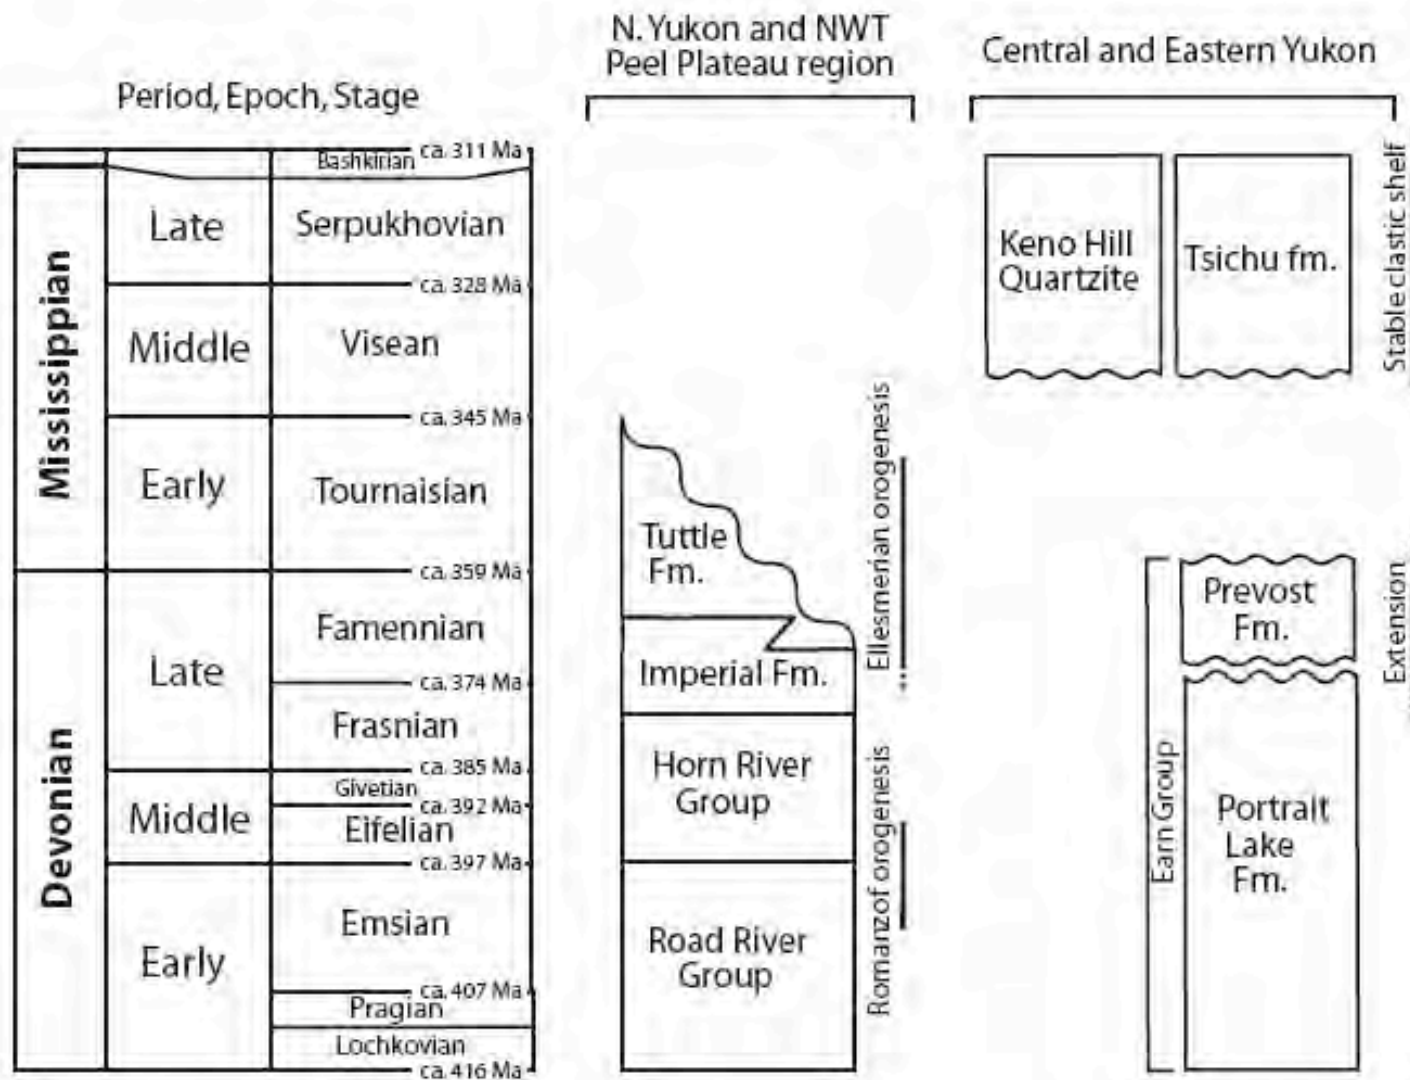 N. Yukon and NWT
Peel Plateau region
Central and Eastern Yukon
Period, Epoch, Stage
ca. 311 Ma
Bashkirian
Late
Serpukhovian
ca. 328 Ma
Middle
Visean
ca. 345 Ma
Early
Tournaisian
Mississippian
ca. 359 Ma
Famennian
Late
ca. 374 Ma
Frasnian
ca. 385 Ma
Givetian
ca. 392 Ma
Middle
Eifelian
ca. 397 Ma
Devonian
Emsian
Early
ca. 407 Ma
Pragian
Lochkovian
ca. 416 Ma
Tuttle
Fm.
Imperial Fm.
Horn River
Group
Road River
Group
Ellesmerian orogenesis
Romanzof orogenesis
Keno Hill
Quartzite
Tsichu fm.
Stable clastic shelf
Prevost
Fm.
Extension
Earn Group
Portrait
Lake
Fm.